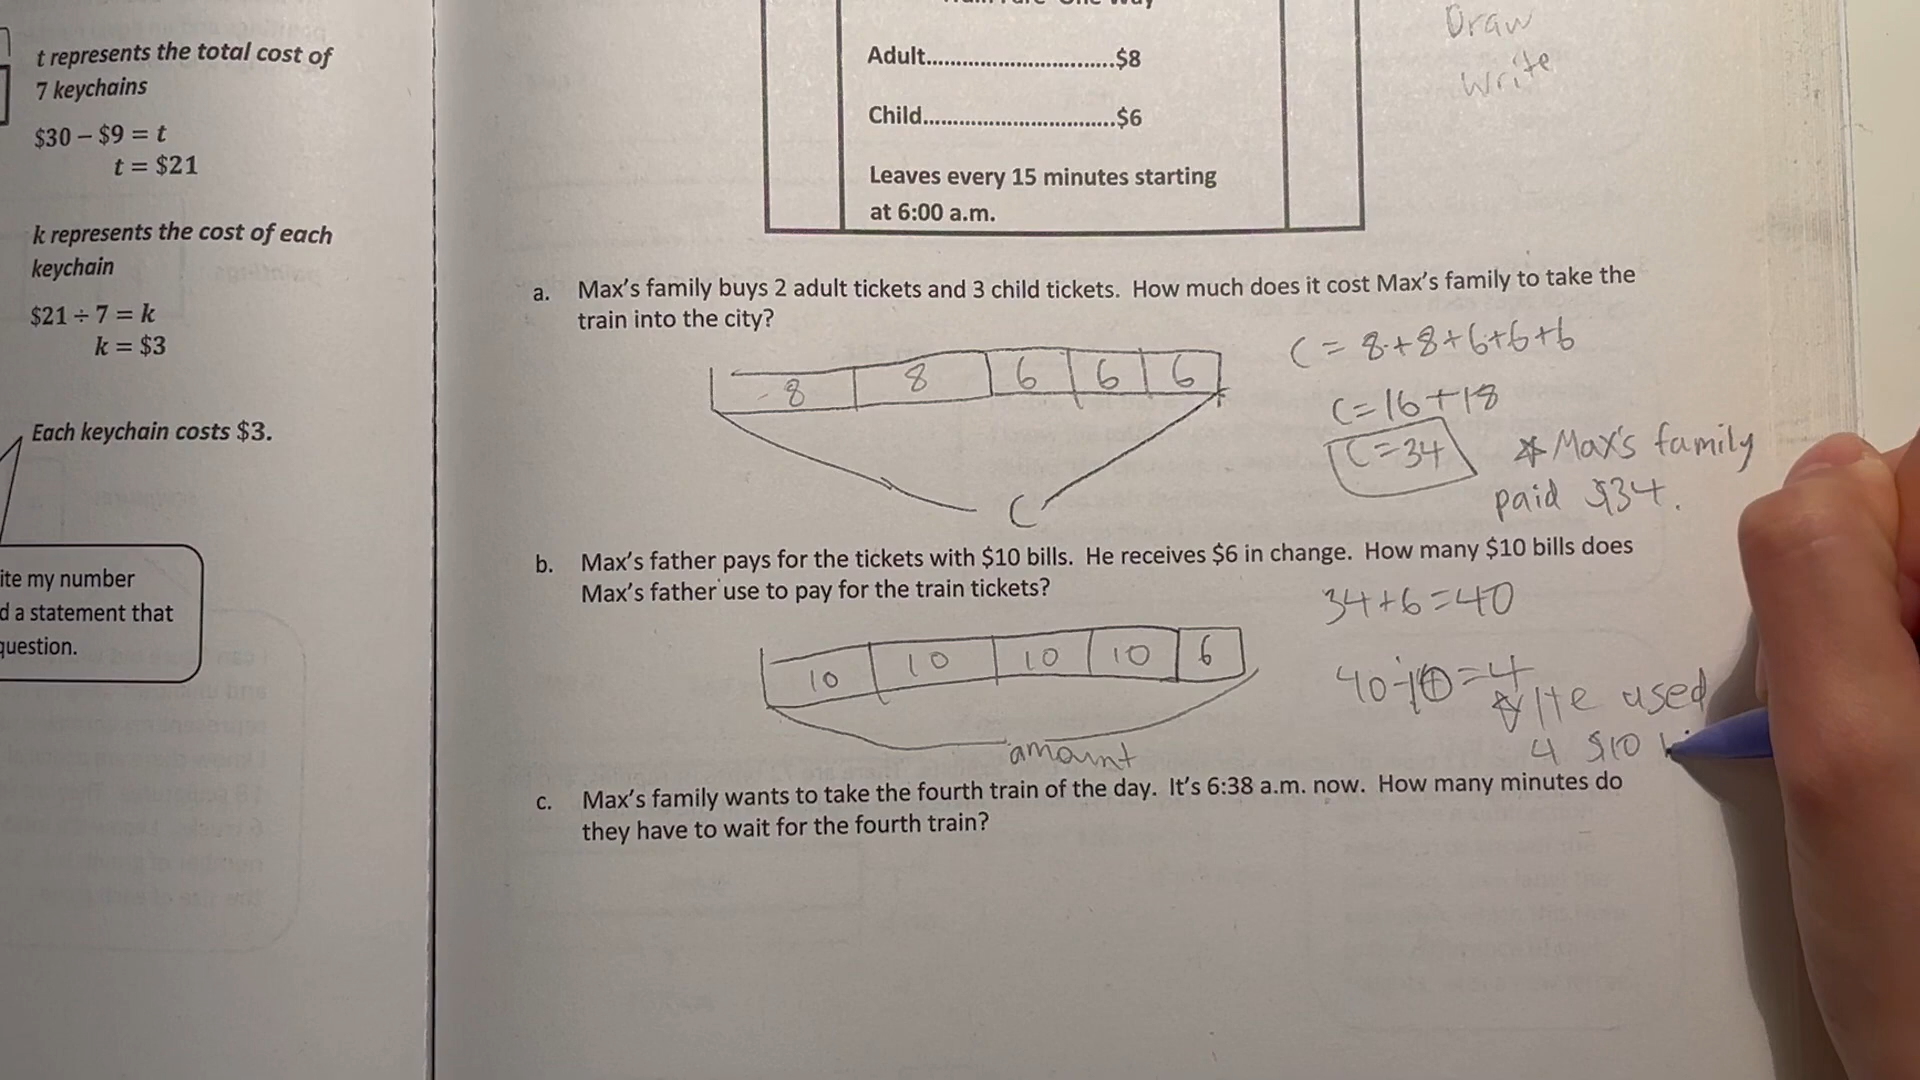 t represents the total cost of
7 keychains
$30 – $9 = t
t = $21
k represents the cost of each
keychain
$21 ÷ 7 = k
k = $3
Each keychain costs $3.
ite my number
d a statement that
question.
Draw
Write
Adult................................$8
Child.................................$6
Leaves every 15 minutes starting
at 6:00 a.m.
a. Max's family buys 2 adult tickets and 3 child tickets. How much does it cost Max's family to take the
train into the city?
8 8 6 6 6
C
C = 8+8+6+6+6
C=16+18
C=34
* Max's family
paid $34.
b. Max's father pays for the tickets with $10 bills. He receives $6 in change. How many $10 bills does
Max's father use to pay for the train tickets?
10 10 10 10 6
amount
34+6=40
40÷10=4
* He used
4 $10
c. Max's family wants to take the fourth train of the day. It's 6:38 a.m. now. How many minutes do
they have to wait for the fourth train?